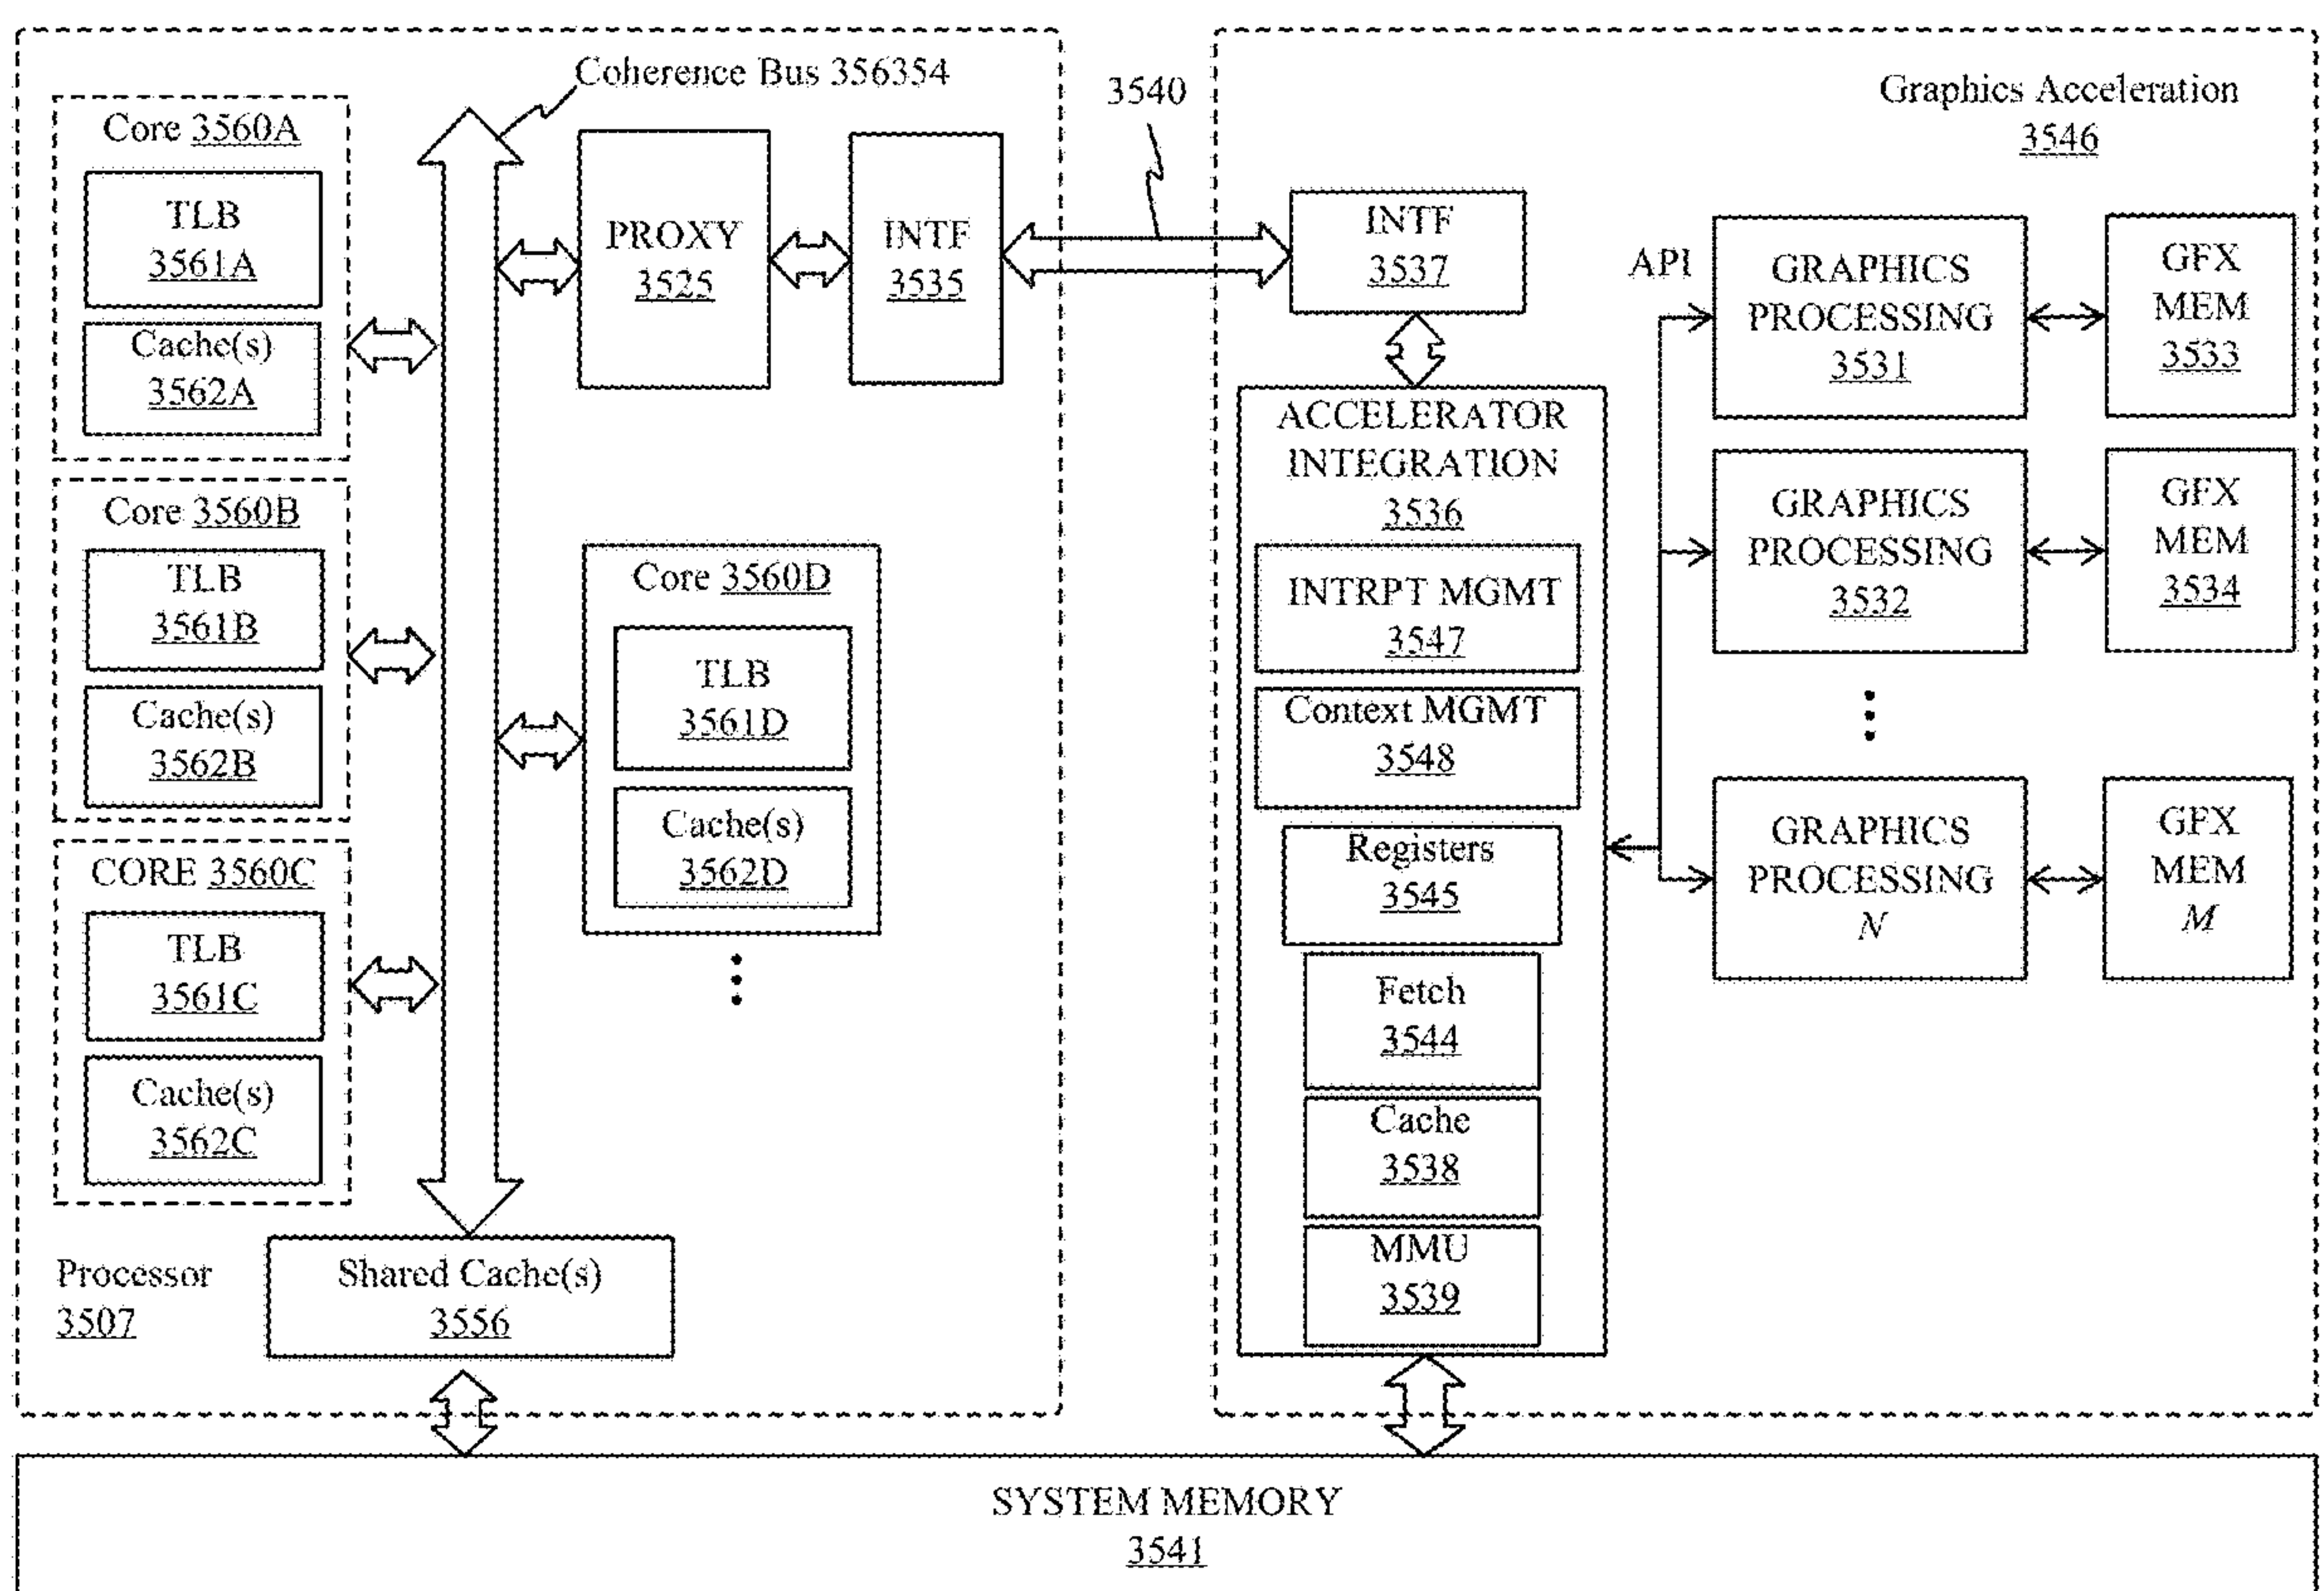 Coherence Bus 356354
Core 3560A
TLB
3561A
Cache(s)
3562A
Core 3560B
TLB
3561B
Cache(s)
3562B
CORE 3560C
TLB
3561C
Cache(s)
3562C
PROXY
3525
INTF
3535
Core 3560D
TLB
3561D
Cache(s)
3562D
Processor
3507
Shared Cache(s)
3556
3540
Graphics Acceleration
3546
INTF
3537
ACCELERATOR
INTEGRATION
3536
INTRPT MGMT
3547
Context MGMT
3548
Registers
3545
Fetch
3544
Cache
3538
MMU
3539
API
GRAPHICS
PROCESSING
3531
GFX
MEM
3533
GRAPHICS
PROCESSING
3532
GFX
MEM
3534
GRAPHICS
PROCESSING
N
GFX
MEM
M
SYSTEM MEMORY
3541